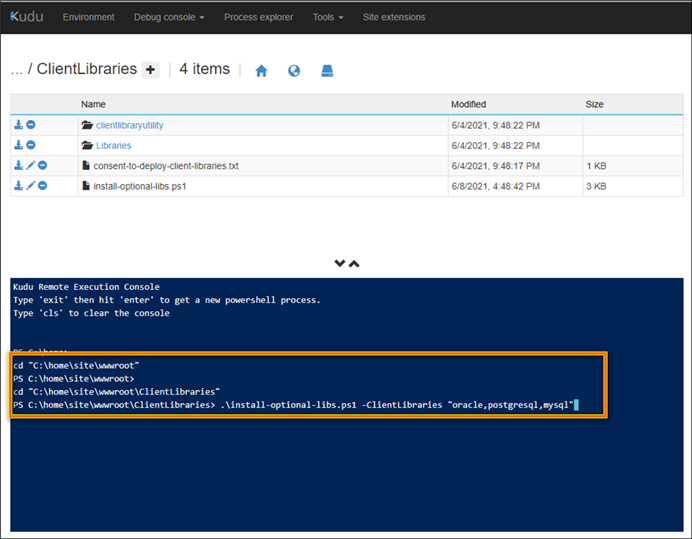 Kudu Environment Debug console Process explorer Tools Site extensions
... / ClientLibraries + | 4 items |
Name Modified Size
clientlibraryutility 6/4/2021, 9:48:22 PM
Libraries 6/4/2021, 9:48:22 PM
consent-to-deploy-client-libraries.txt 6/4/2021, 9:48:17 PM 1 KB
install-optional-libs.ps1 6/8/2021, 4:48:42 PM 3 KB
Kudu Remote Execution Console
Type 'exit' then hit 'enter' to get a new powershell process.
Type 'cls' to clear the console
PS C:\home>
cd "C:\home\site\wwwroot"
PS C:\home\site\wwwroot>
cd "C:\home\site\wwwroot\ClientLibraries"
PS C:\home\site\wwwroot\ClientLibraries> .\install-optional-libs.ps1 -ClientLibraries "oracle,postgresql,mysql"